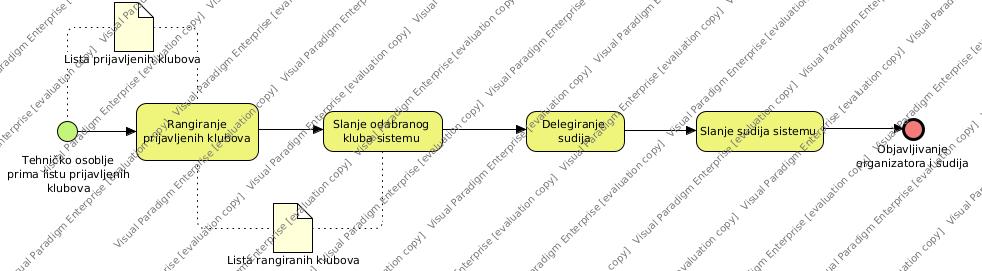 Lista prijavljenih klubova
Rangiranje
prijavljenih klubova
Slanje odabranog
kluba sistemu
Delegiranje
sudija
Slanje sudija sistemu
Tehničko osoblje
prima listu prijavljenih
klubova
Objavljivanje
organizatora i sudija
Lista rangiranih klubova
Visual Paradigm Enterprise [evaluation copy]